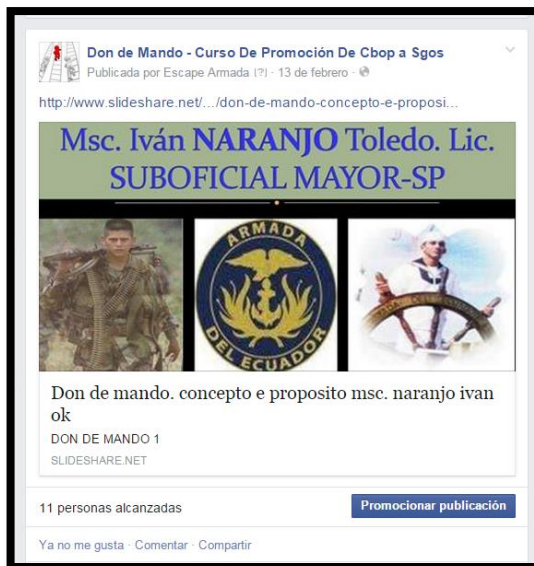 Don de Mando - Curso De Promoción De Cbop a Sgos
Publicada por Escape Armada [?] · 13 de febrero ·
http://www.slideshare.net/.../don-de-mando-concepto-e-proposi...
Msc. Iván NARANJO Toledo. Lic.
SUBOFICIAL MAYOR-SP
ARMADA
DEL ECUADOR
Don de mando. concepto e proposito msc. naranjo ivan
ok
DON DE MANDO 1
SLIDESHARE.NET
11 personas alcanzadas
Promocionar publicación
Ya no me gusta · Comentar · Compartir